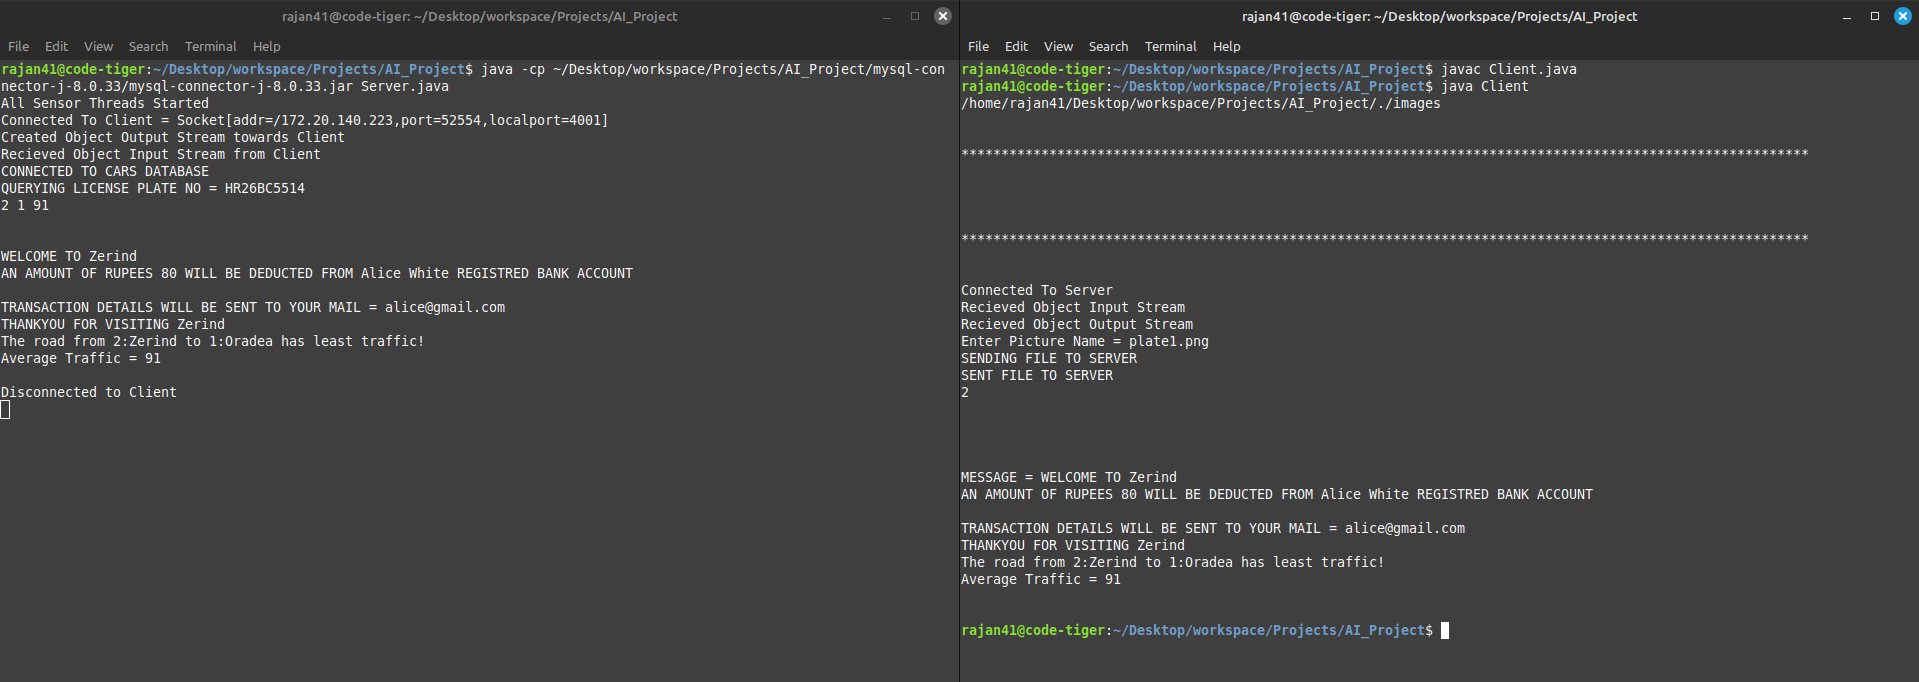 rajan41@code-tiger: ~/Desktop/workspace/Projects/AI_Project
File Edit View Search Terminal Help
rajan41@code-tiger:~/Desktop/workspace/Projects/AI_Project$ java -cp ~/Desktop/workspace/Projects/AI_Project/mysql-con
nector-j-8.0.33/mysql-connector-j-8.0.33.jar Server.java
All Sensor Threads Started
Connected To Client = Socket[addr=/172.20.140.223,port=52554,localport=4001]
Created Object Output Stream towards Client
Recieved Object Input Stream from Client
CONNECTED TO CARS DATABASE
QUERYING LICENSE PLATE NO = HR26BC5514
2 1 91
WELCOME TO Zerind
AN AMOUNT OF RUPEES 80 WILL BE DEDUCTED FROM Alice White REGISTRED BANK ACCOUNT
TRANSACTION DETAILS WILL BE SENT TO YOUR MAIL = alice@gmail.com
THANKYOU FOR VISITING Zerind
The road from 2:Zerind to 1:Oradea has least traffic!
Average Traffic = 91
Disconnected to Client
rajan41@code-tiger: ~/Desktop/workspace/Projects/AI_Project
File Edit View Search Terminal Help
rajan41@code-tiger:~/Desktop/workspace/Projects/AI_Project$ javac Client.java
rajan41@code-tiger:~/Desktop/workspace/Projects/AI_Project$ java Client
/home/rajan41/Desktop/workspace/Projects/AI_Project/./images
**********************************************************************************************************
**********************************************************************************************************
Connected To Server
Recieved Object Input Stream
Recieved Object Output Stream
Enter Picture Name = plate1.png
SENDING FILE TO SERVER
SENT FILE TO SERVER
2
MESSAGE = WELCOME TO Zerind
AN AMOUNT OF RUPEES 80 WILL BE DEDUCTED FROM Alice White REGISTRED BANK ACCOUNT
TRANSACTION DETAILS WILL BE SENT TO YOUR MAIL = alice@gmail.com
THANKYOU FOR VISITING Zerind
The road from 2:Zerind to 1:Oradea has least traffic!
Average Traffic = 91
rajan41@code-tiger:~/Desktop/workspace/Projects/AI_Project$